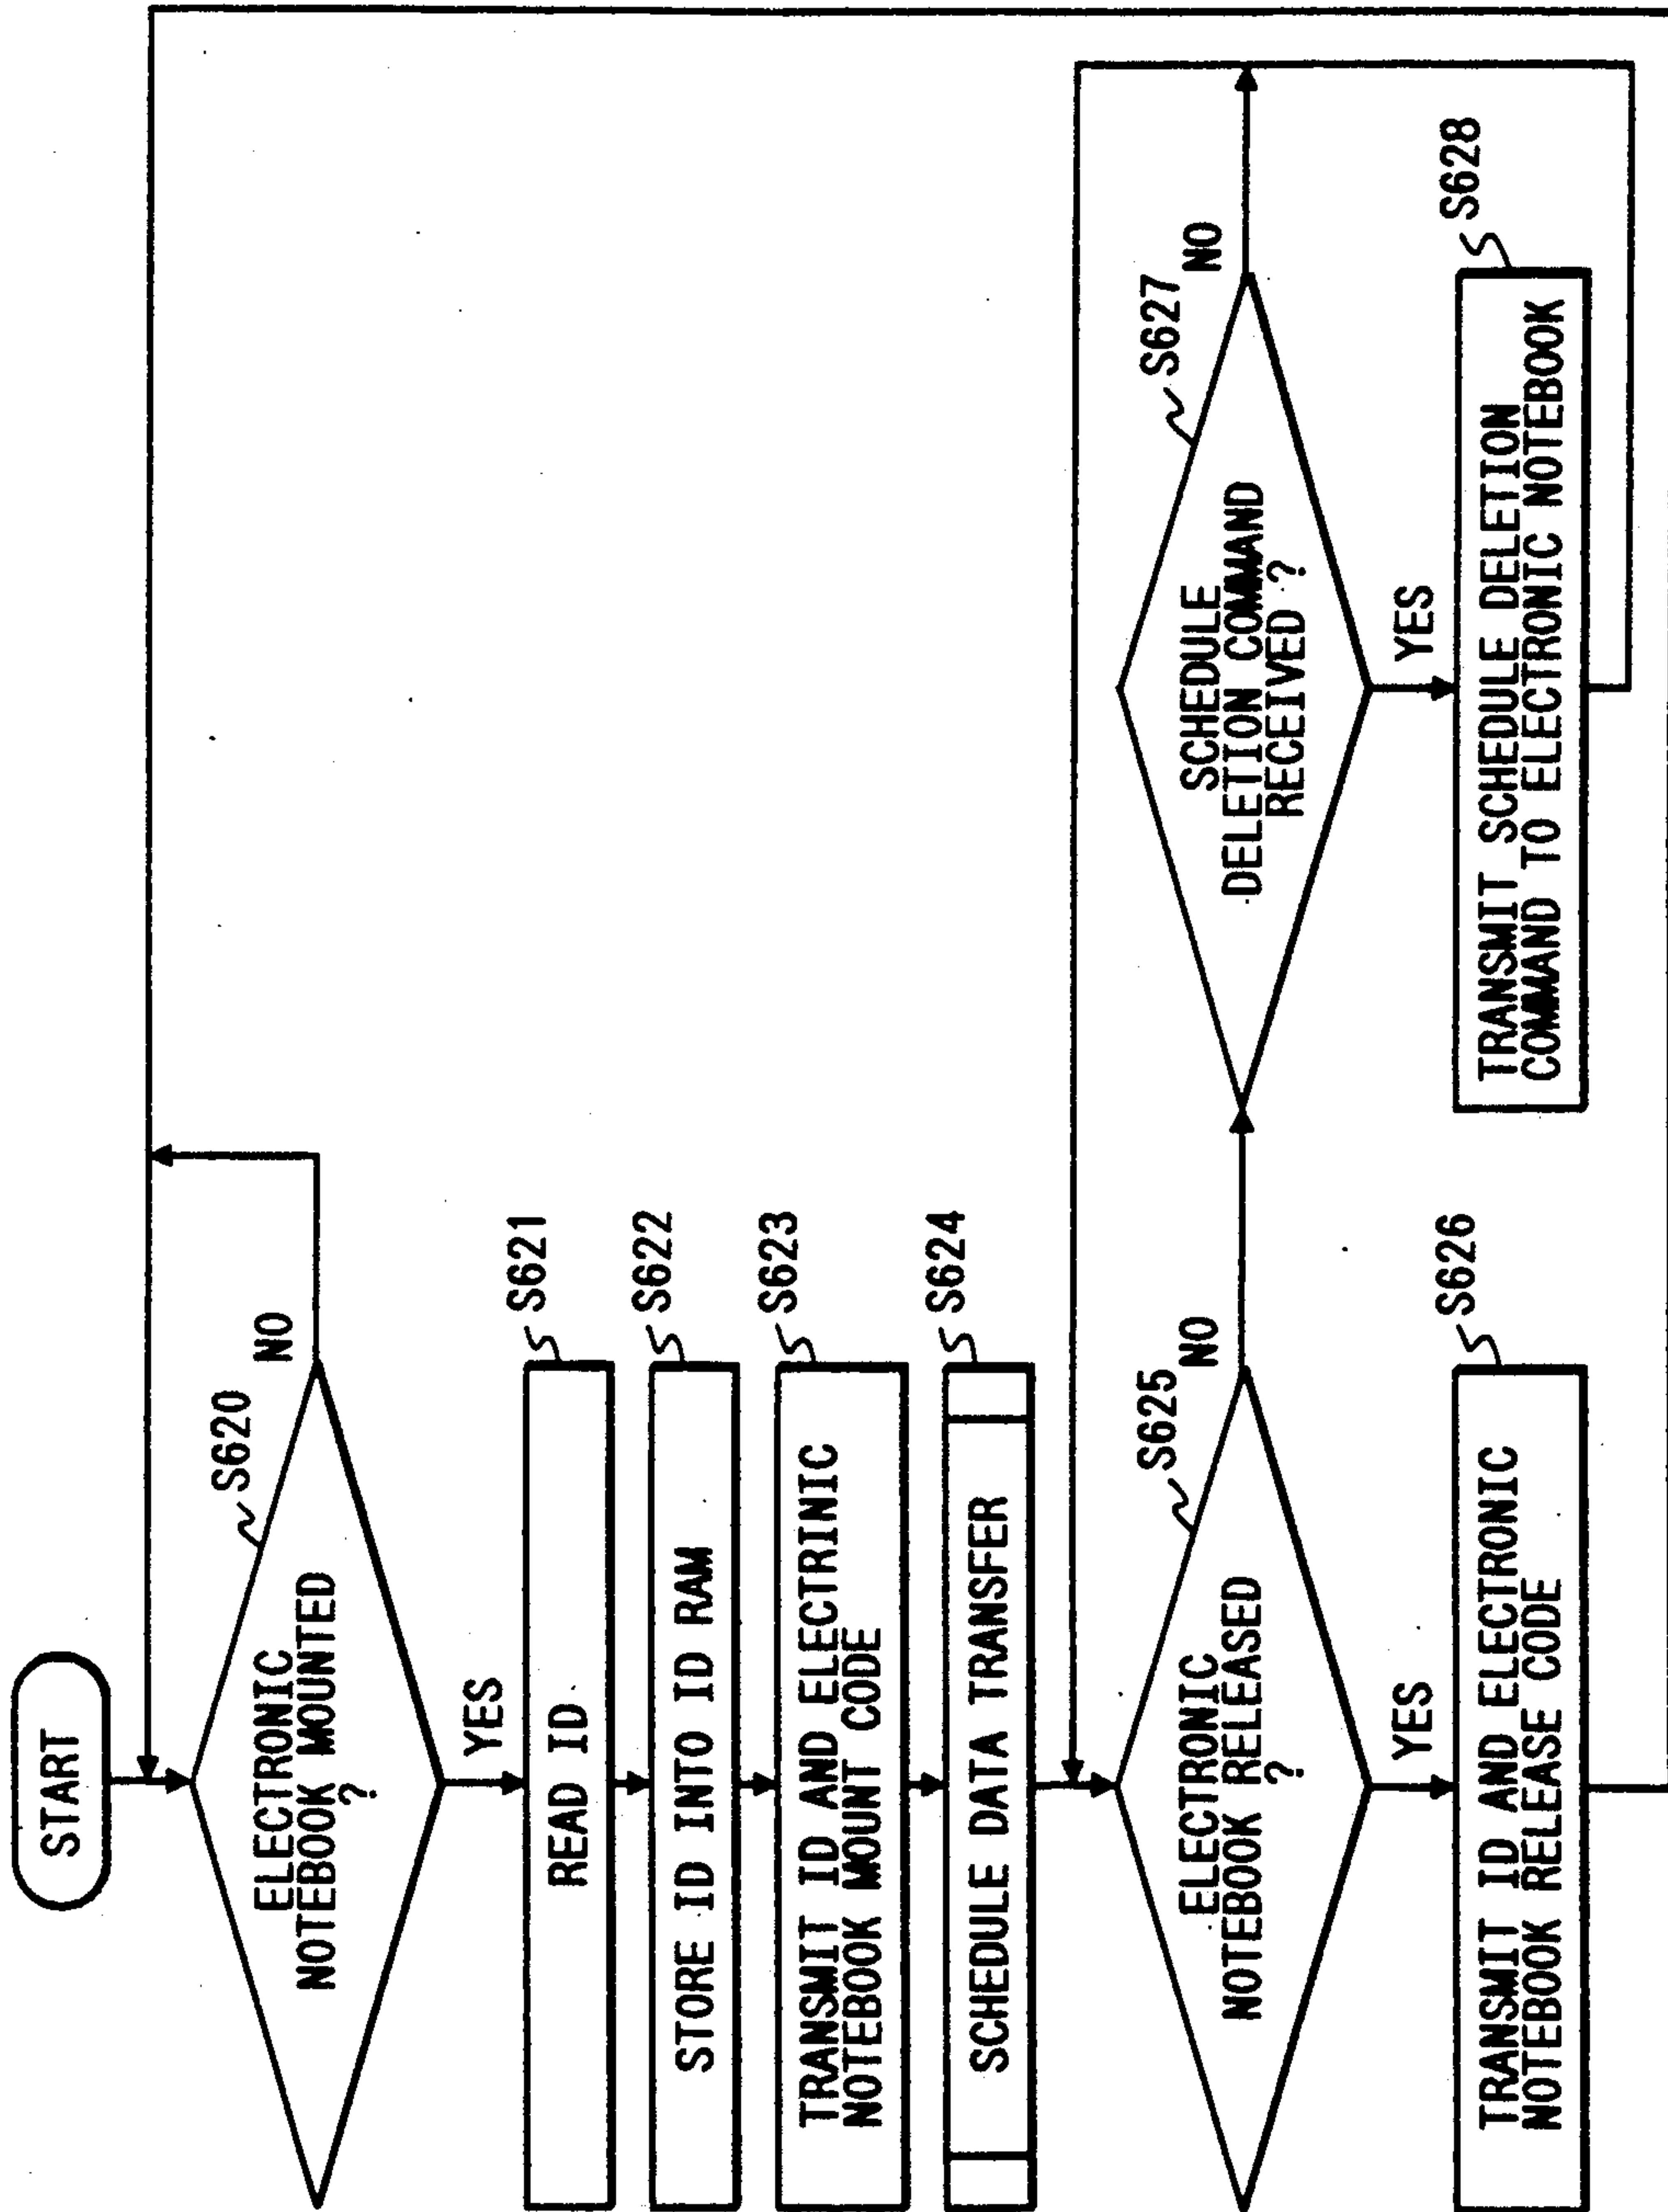 START
S620
ELECTRONIC
NOTEBOOK MOUNTED
?
NO
YES
S621
READ ID
S622
STORE ID INTO ID RAM
S623
TRANSMIT ID AND ELECTRINIC
NOTEBOOK MOUNT CODE
S624
SCHEDULE DATA TRANSFER
S625
ELECTRONIC
NOTEBOOK RELEASED
?
NO
YES
S626
TRANSMIT ID AND ELECTRONIC
NOTEBOOK RELEASE CODE
S627
SCHEDULE
DELETION COMMAND
RECEIVED ?
NO
YES
S628
TRANSMIT SCHEDULE DELETION
COMMAND TO ELECTRONIC NOTEBOOK